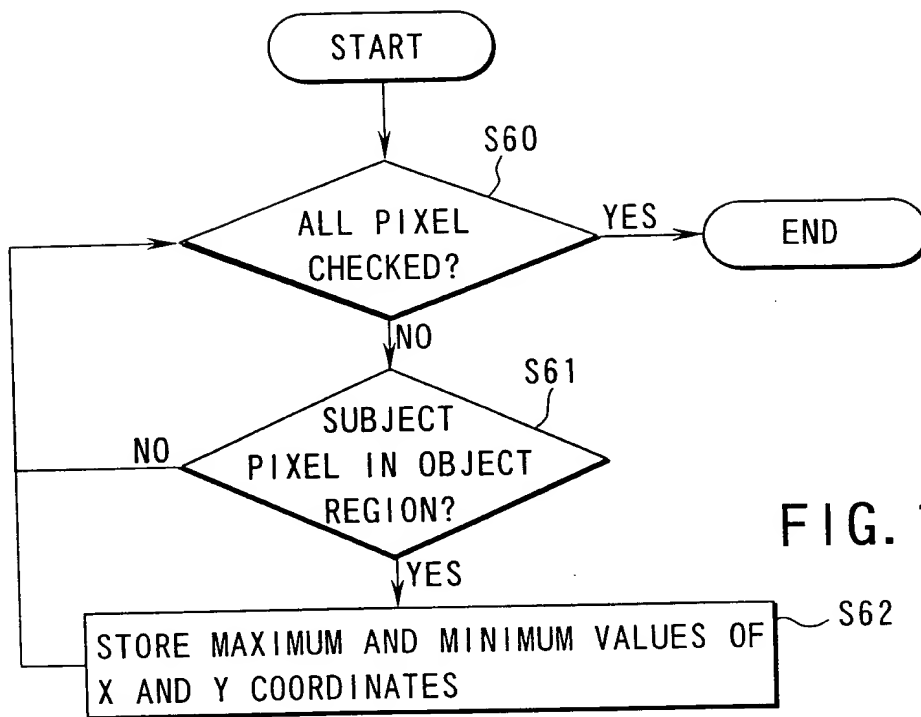 START
S60
ALL PIXEL
CHECKED?
YES
END
NO
S61
SUBJECT
PIXEL IN OBJECT
REGION?
NO
FIG.
YES
STORE MAXIMUM AND MINIMUM VALUES OF
X AND Y COORDINATES
S62